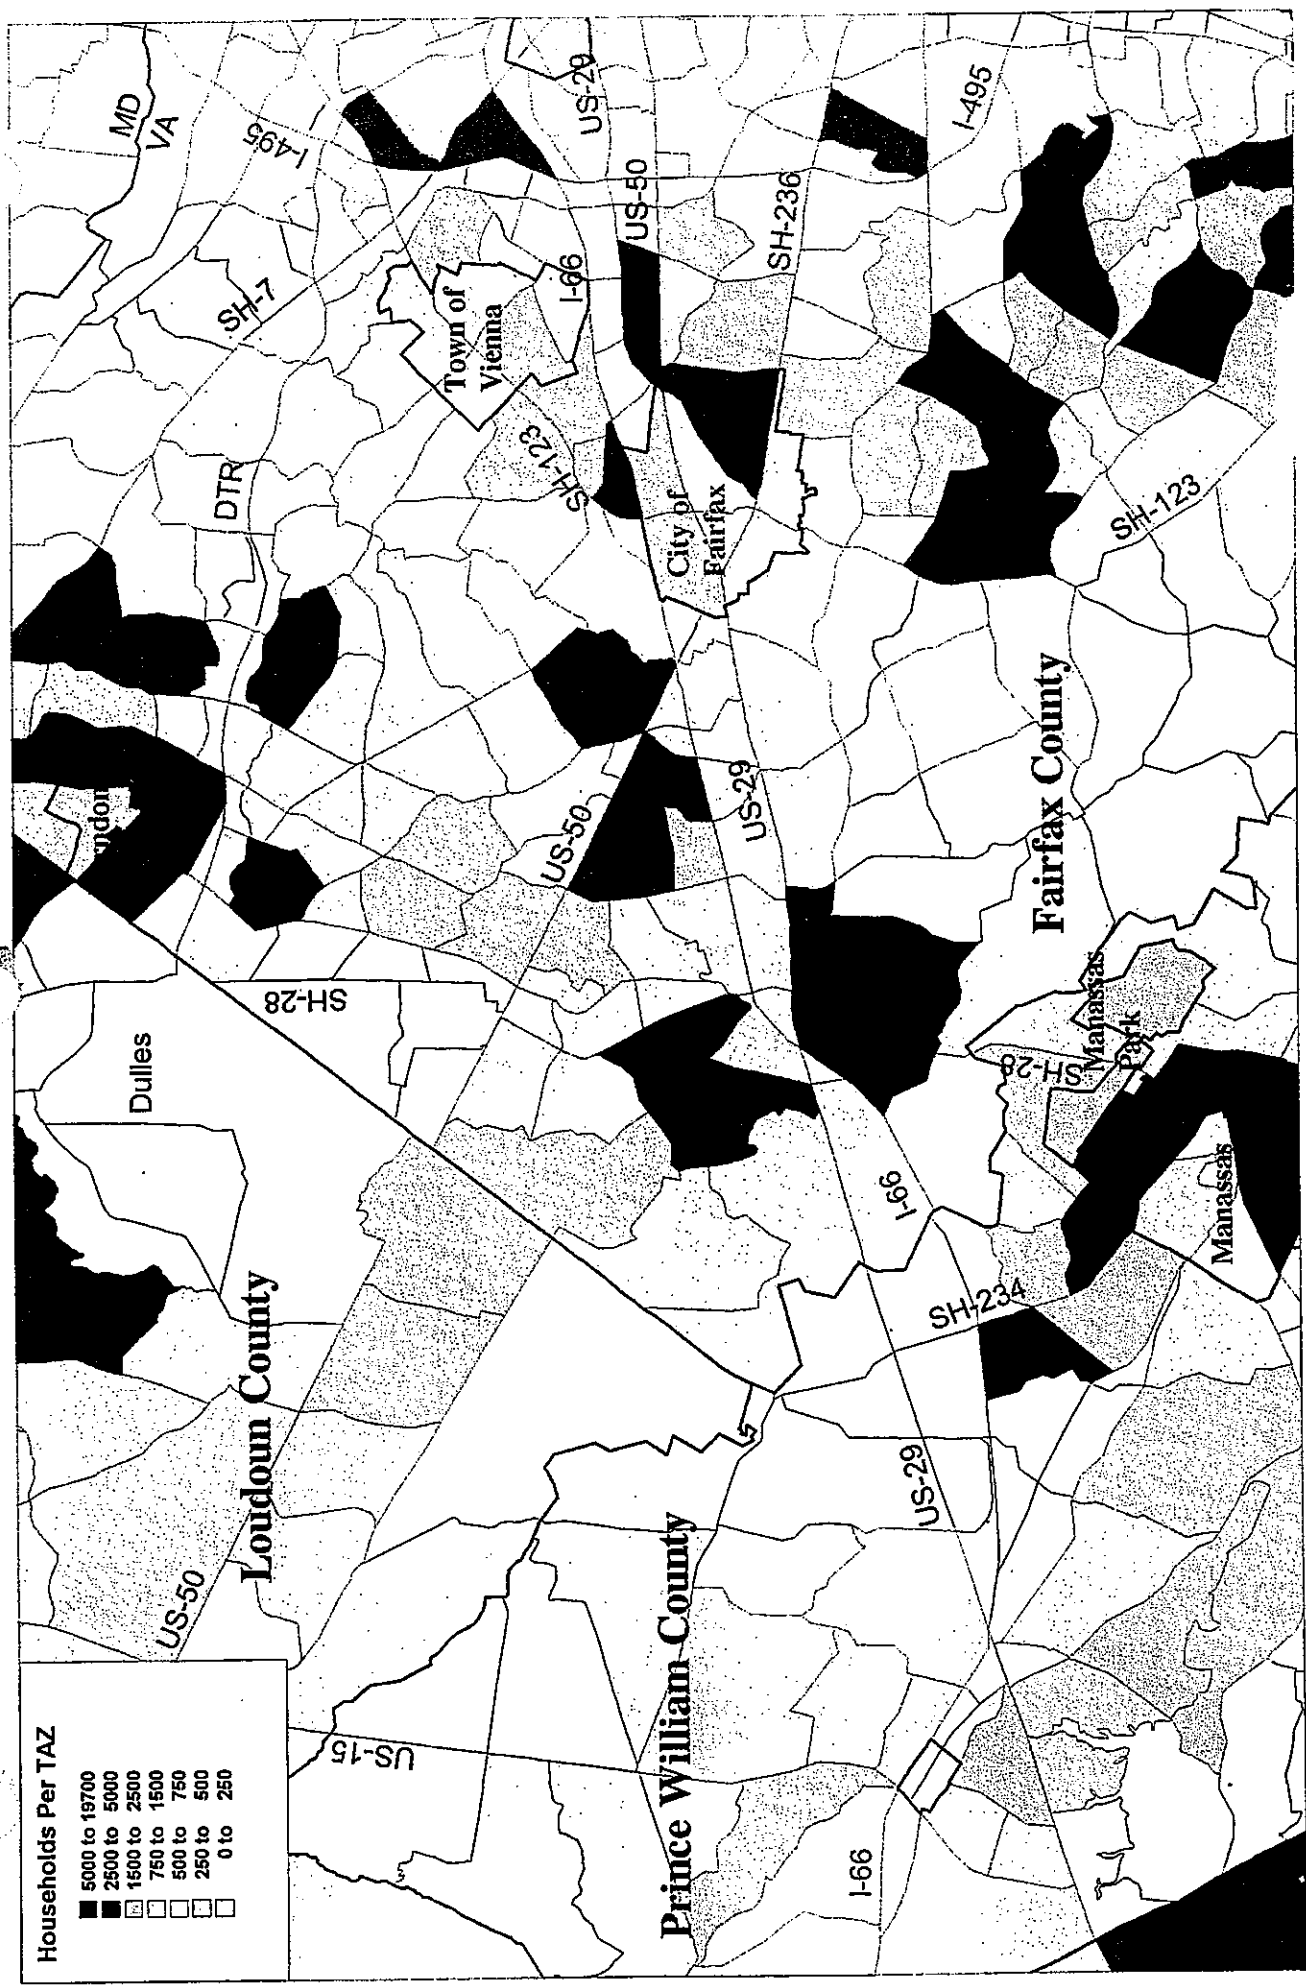 Households Per TAZ
5000 to 19700
2500 to 5000
1500 to 2500
750 to 1500
500 to 750
250 to 500
0 to 250
MD
VA
I-495
SH-7
DTR
Dulles
SH-28
Loudoun County
US-50
US-15
Town of
Vienna
I-66
SH-123
US-29
US-50
US-50
City of
Fairfax
SH-236
I-495
US-29
SH-123
Fairfax County
Manassas
Park
SH-28
Manassas
I-66
SH-234
US-29
Prince William County
I-66